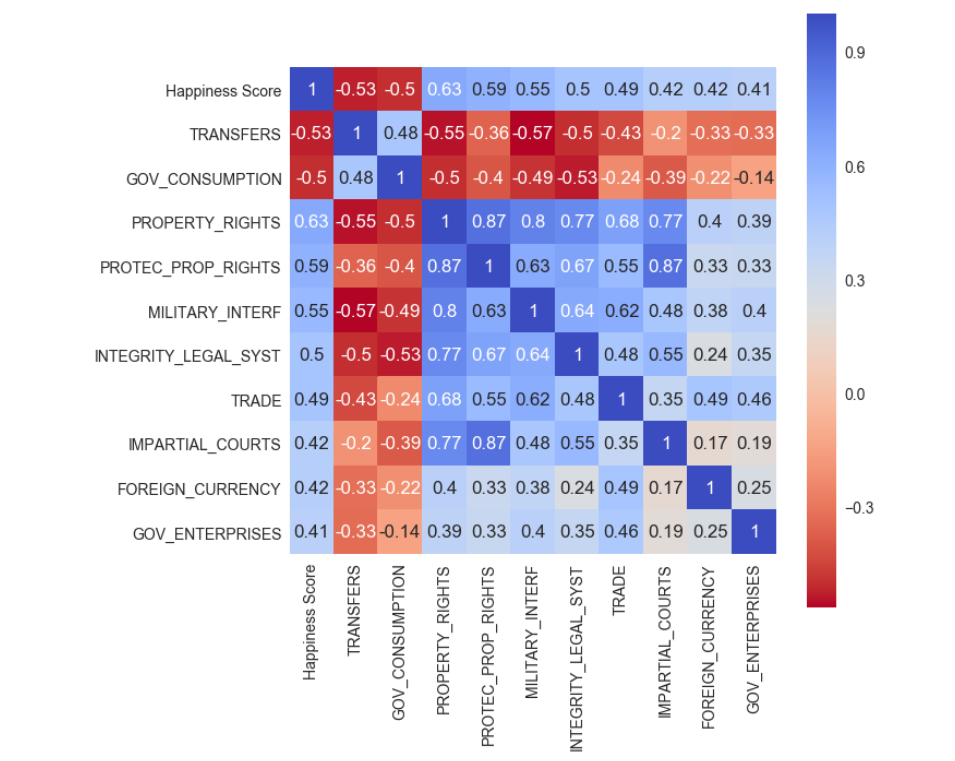 Happiness Score 1 -0.53 -0.5 0.63 0.59 0.55 0.5 0.49 0.42 0.42 0.41
TRANSFERS -0.53 1 0.48 -0.55 -0.36 -0.57 -0.5 -0.43 -0.2 -0.33 -0.33
GOV_CONSUMPTION -0.5 0.48 1 -0.5 -0.4 -0.49 -0.53 -0.24 -0.39 -0.22 -0.14
PROPERTY_RIGHTS 0.63 -0.55 -0.5 1 0.87 0.8 0.77 0.68 0.77 0.4 0.39
PROTEC_PROP_RIGHTS 0.59 -0.36 -0.4 0.87 1 0.63 0.67 0.55 0.87 0.33 0.33
MILITARY_INTERF 0.55 -0.57 -0.49 0.8 0.63 1 0.64 0.62 0.48 0.38 0.4
INTEGRITY_LEGAL_SYST 0.5 -0.5 -0.53 0.77 0.67 0.64 1 0.48 0.55 0.24 0.35
TRADE 0.49 -0.43 -0.24 0.68 0.55 0.62 0.48 1 0.35 0.49 0.46
IMPARTIAL_COURTS 0.42 -0.2 -0.39 0.77 0.87 0.48 0.55 0.35 1 0.17 0.19
FOREIGN_CURRENCY 0.42 -0.33 -0.22 0.4 0.33 0.38 0.24 0.49 0.17 1 0.25
GOV_ENTERPRISES 0.41 -0.33 -0.14 0.39 0.33 0.4 0.35 0.46 0.19 0.25 1
Happiness Score
TRANSFERS
GOV_CONSUMPTION
PROPERTY_RIGHTS
PROTEC_PROP_RIGHTS
MILITARY_INTERF
INTEGRITY_LEGAL_SYST
TRADE
IMPARTIAL_COURTS
FOREIGN_CURRENCY
GOV_ENTERPRISES
0.9
0.6
0.3
0.0
−0.3